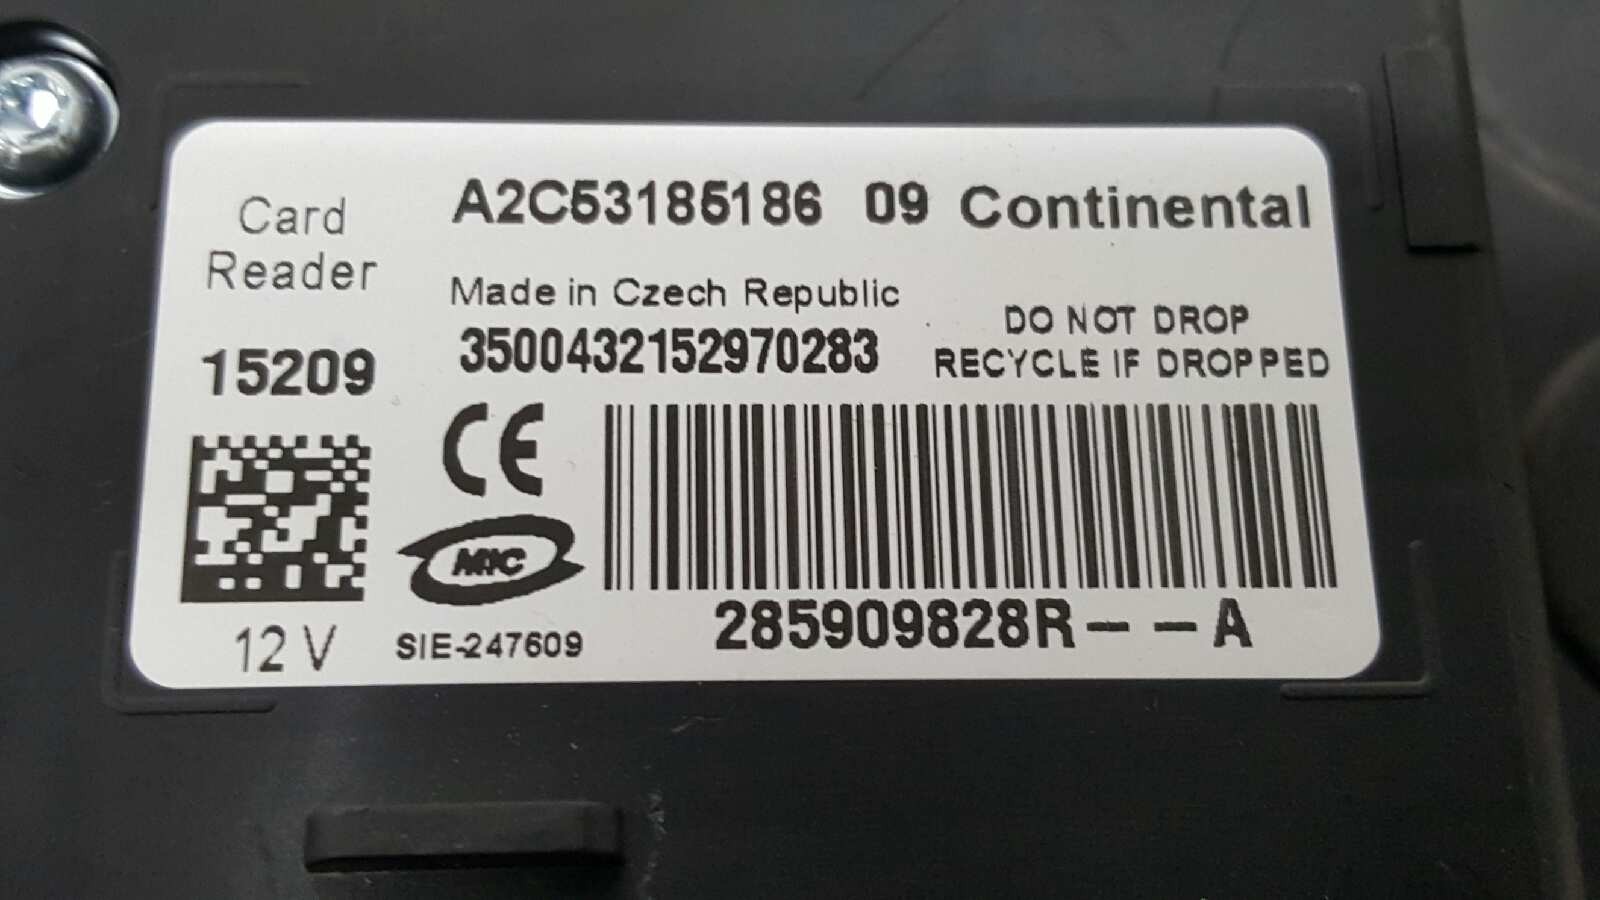 Card
Reader
15209
A2C53185186 09 Continental
Made in Czech Republic
3500432152970283
DO NOT DROP
RECYCLE IF DROPPED
CE
MIC
SIE-247609
12 V
285909828R-- -A